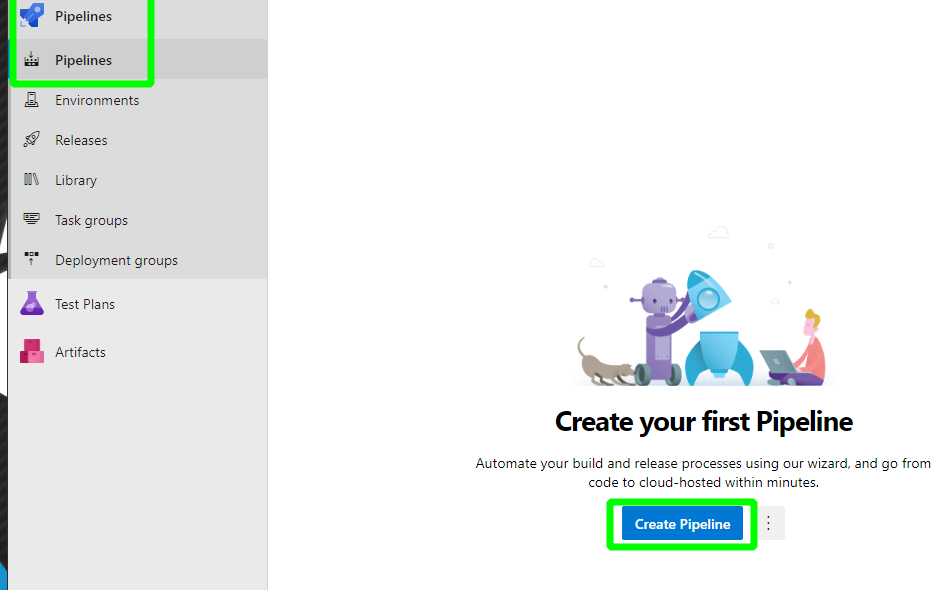 Pipelines
Pipelines
Environments
Releases
Library
Task groups
Deployment groups
Test Plans
Artifacts
Create your first Pipeline
Automate your build and release processes using our wizard, and go from
code to cloud-hosted within minutes.
Create Pipeline